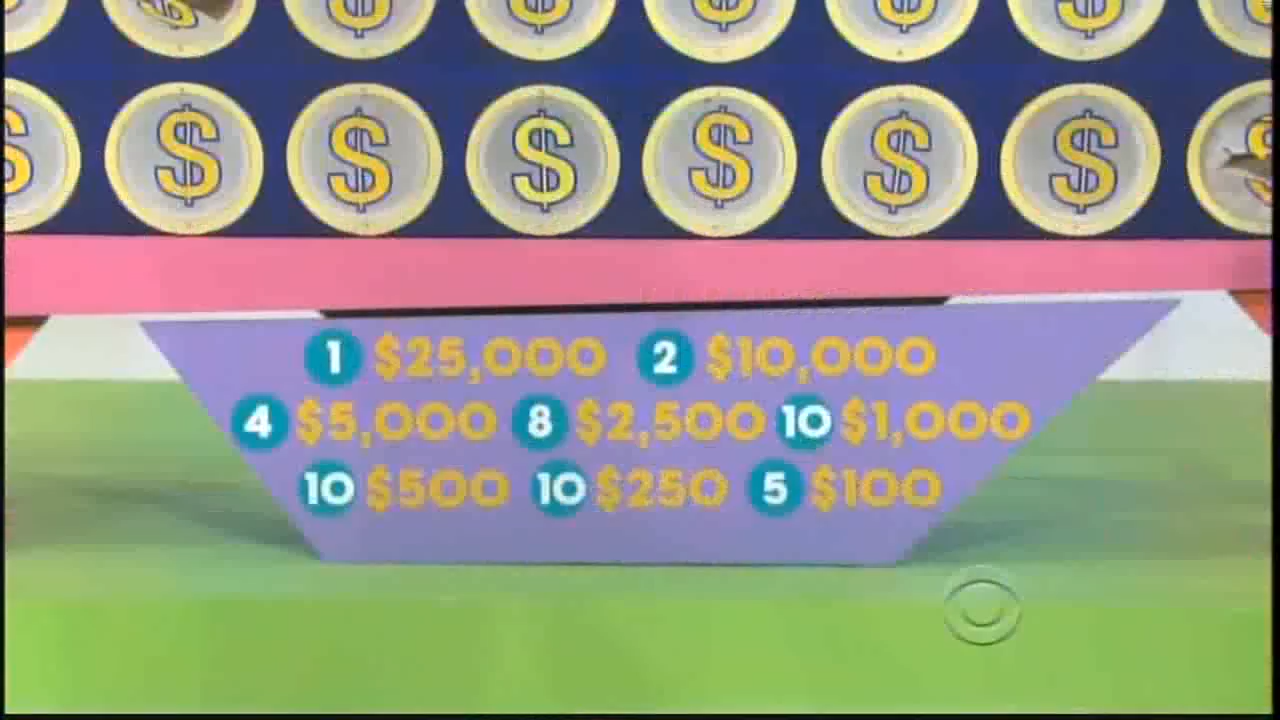 $ $ $ $ $ $ $ $
$ $ $ $ $ $ $ $
1 $25,000 2 $10,000
4 $5,000 8 $2,500 10 $1,000
10 $500 10 $250 5 $100